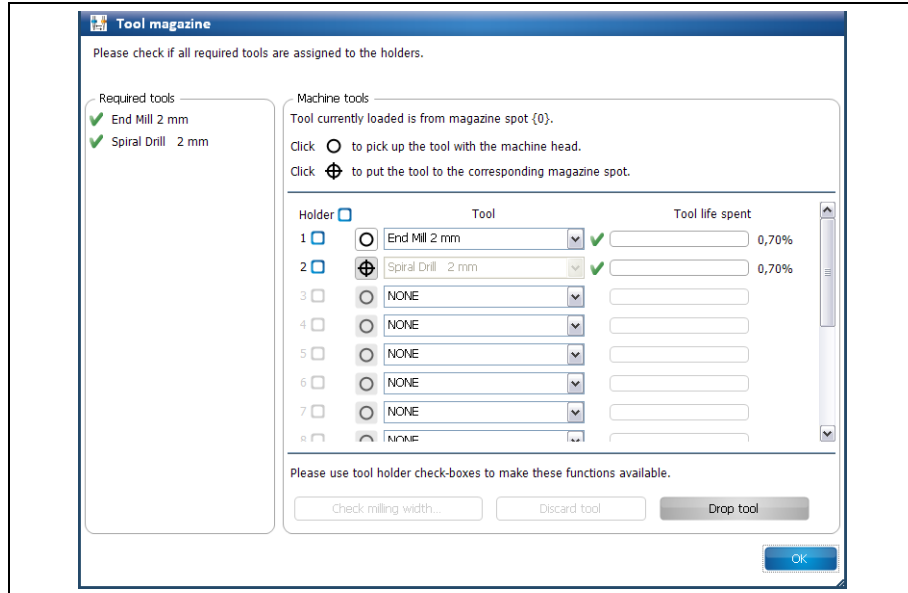 Tool magazine
Please check if all required tools are assigned to the holders.
Required tools
End Mill 2 mm
Spiral Drill 2 mm
Machine tools
Tool currently loaded is from magazine spot {0}.
Click to pick up the tool with the machine head.
Click to put the tool to the corresponding magazine spot.
Holder Tool Tool life spent
1 End Mill 2 mm 0,70%
2 Spiral Drill 2 mm 0,70%
3 NONE
4 NONE
5 NONE
6 NONE
7 NONE
8 NONE
Please use tool holder check-boxes to make these functions available.
Check milling width... Discard tool Drop tool
OK